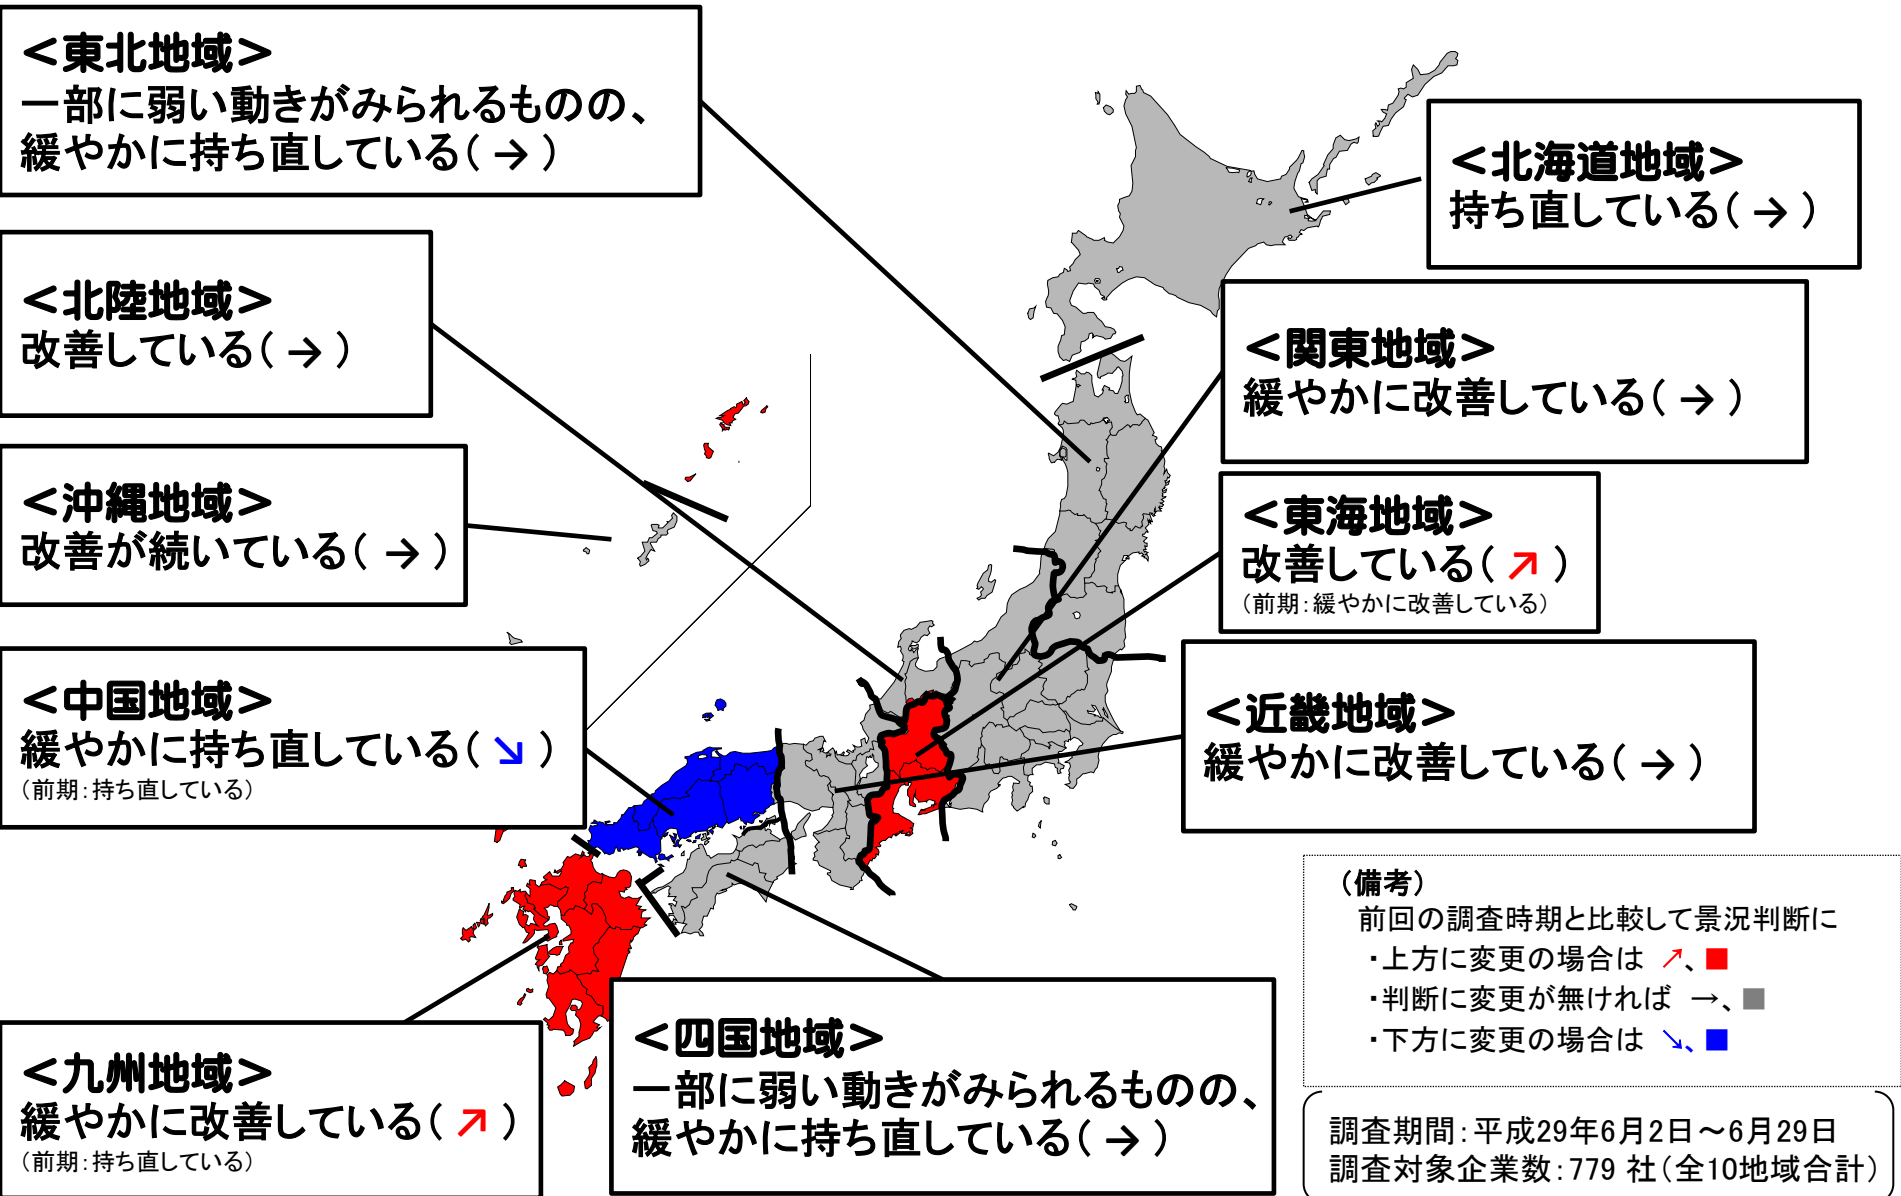 ＜東北地域＞
一部に弱い動きがみられるものの、
緩やかに持ち直している（→）
＜北海道地域＞
持ち直している（→）
＜北陸地域＞
改善している（→）
＜関東地域＞
緩やかに改善している（→）
＜沖縄地域＞
改善が続いている（→）
＜東海地域＞
改善している（↗）
（前期：緩やかに改善している）
＜中国地域＞
緩やかに持ち直している（↘）
（前期：持ち直している）
＜近畿地域＞
緩やかに改善している（→）
＜九州地域＞
緩やかに改善している（↗）
（前期：持ち直している）
＜四国地域＞
一部に弱い動きがみられるものの、
緩やかに持ち直している（→）
（備考）
前回の調査時期と比較して景況判断に
・上方に変更の場合は ↗、■
・判断に変更が無ければ →、■
・下方に変更の場合は ↘、■
調査期間：平成29年6月2日～6月29日
調査対象企業数：779 社（全10地域合計）